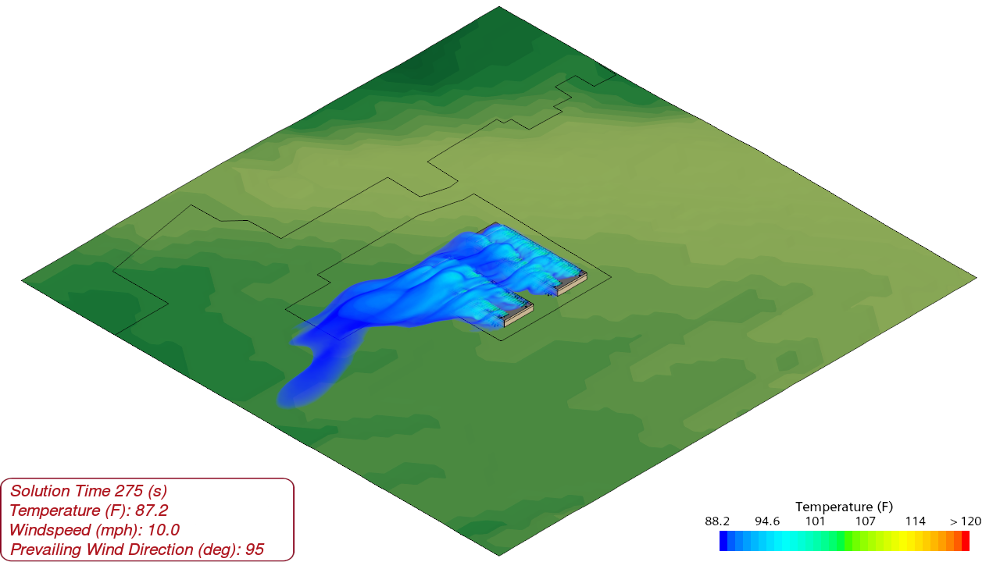 Solution Time 275 (s)
Temperature (F): 87.2
Windspeed (mph): 10.0
Prevailing Wind Direction (deg): 95
Temperature (F)
88.2 94.6 101 107 114 > 120